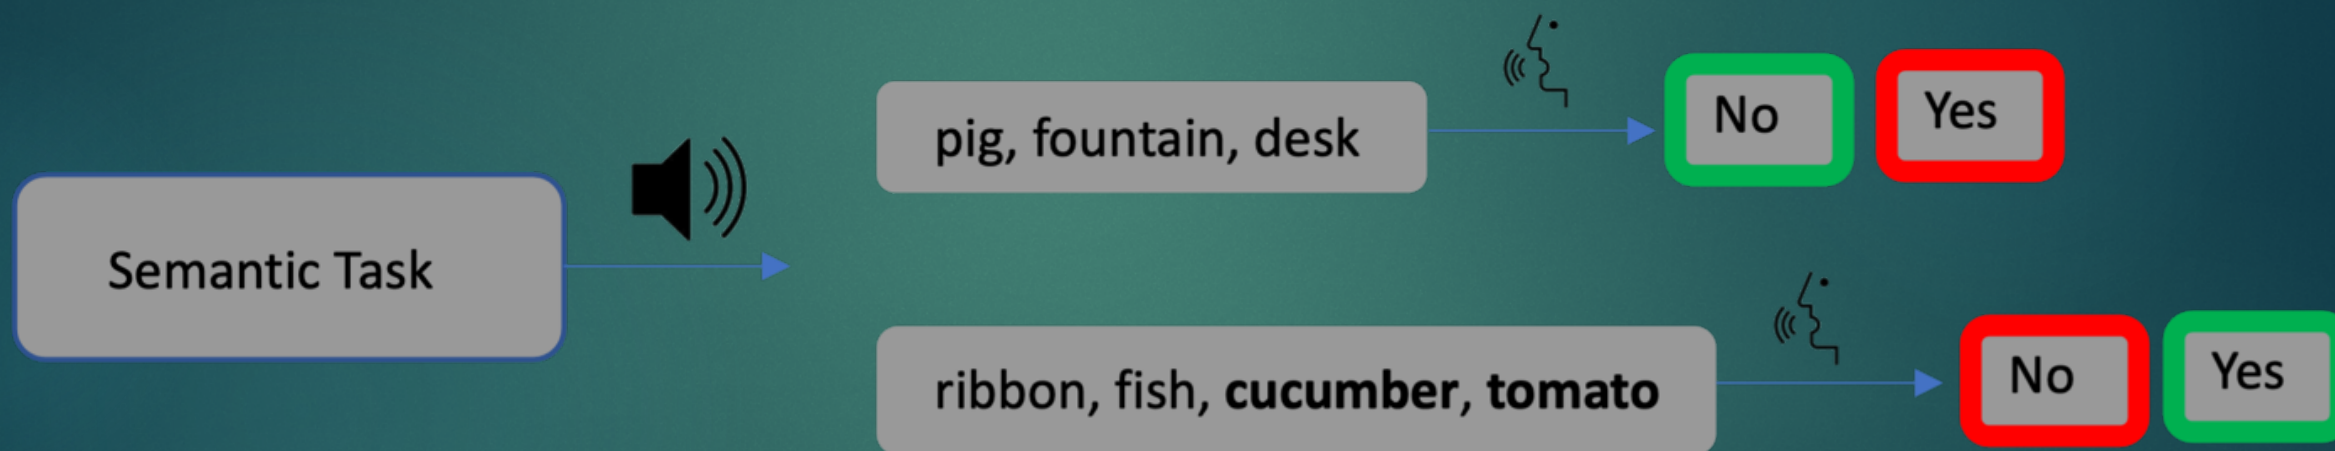 Semantic Task
pig, fountain, desk
No
Yes
ribbon, fish, cucumber, tomato
No
Yes